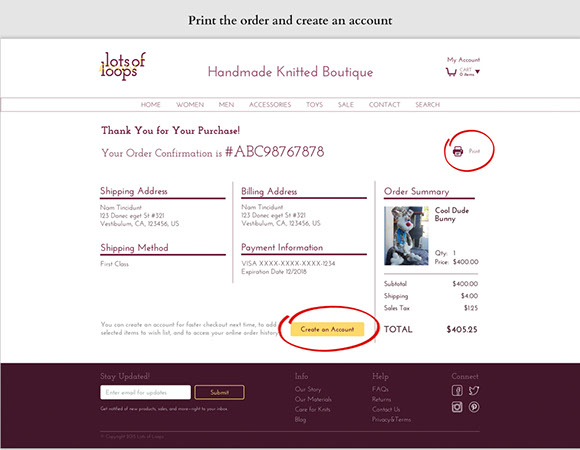 Print the order and create an account
lots of
loops
Handmade Knitted Boutique
My Account
CART
0 items
HOME WOMEN MEN ACCESSORIES TOYS SALE CONTACT SEARCH
Thank You for Your Purchase!
Your Order Confirmation is #ABC98767878
Print
Shipping Address
Nam Tincidunt
123 Donec eget St #321
Vestibulum, CA, 123456, US
Billing Address
Nam Tincidunt
123 Donec eget St #321
Vestibulum, CA, 123456, US
Shipping Method
First Class
Payment Information
VISA XXXX-XXXX-XXXX-1234
Expiration Date 12/2018
Order Summary
Cool Dude
Bunny
Qty: 1
Price: $400.00
Subtotal $400.00
Shipping $4.00
Sales Tax $1.25
TOTAL $405.25
You can create an account for faster checkout next time, to add
selected items to wish list, and to access your online order history
Create an Account
Stay Updated!
Enter email for updates
Submit
Get notified of new products, sales, and more—right to your inbox.
Info
Our Story
Our Materials
Care for Knits
Blog
Help
FAQs
Returns
Contact Us
Privacy&Terms
Connect